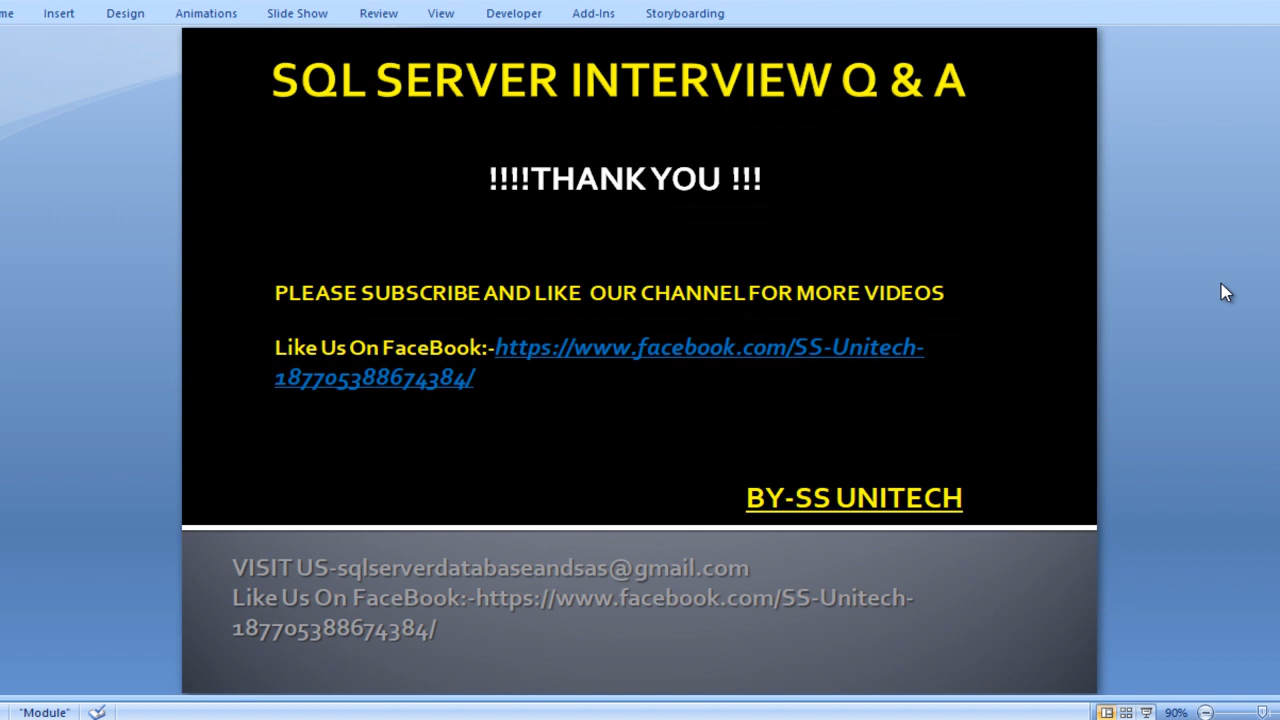 me Insert Design Animations Slide Show Review View Developer Add-Ins Storyboarding
SQL SERVER INTERVIEW Q & A
!!!!THANK YOU !!!
PLEASE SUBSCRIBE AND LIKE OUR CHANNEL FOR MORE VIDEOS
Like Us On FaceBook:-https://www.facebook.com/SS-Unitech-
187705388674384/
BY-SS UNITECH
VISIT US-sqlserverdatabaseandsas@gmail.com
Like Us On FaceBook:-https://www.facebook.com/SS-Unitech-
187705388674384/
"Module" 90%